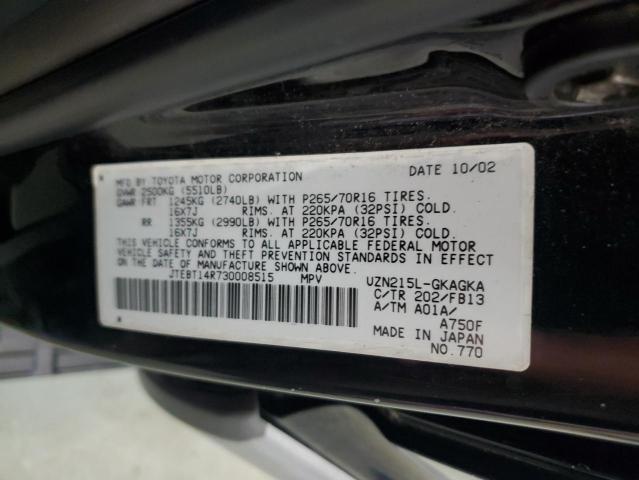 MFD BY TOYOTA MOTOR CORPORATION DATE 10/02
GVWR 2500KG (5510LB)
GAWR FRT 1245KG (2740LB) WITH P265/70R16 TIRES.
16X7J RIMS. AT 220KPA (32PSI) COLD.
RR 1355KG (2990LB) WITH P265/70R16 TIRES.
16X7J RIMS. AT 220KPA (32PSI) COLD.
THIS VEHICLE CONFORMS TO ALL APPLICABLE FEDERAL MOTOR
VEHICLE SAFETY AND THEFT PREVENTION STANDARDS IN EFFECT
ON THE DATE OF MANUFACTURE SHOWN ABOVE.
JTEBT14R730008515 MPV UZN215L-GKAGKA
C/TR 202/FB13
A/TM A01A/
A750F
MADE IN JAPAN
NO.770